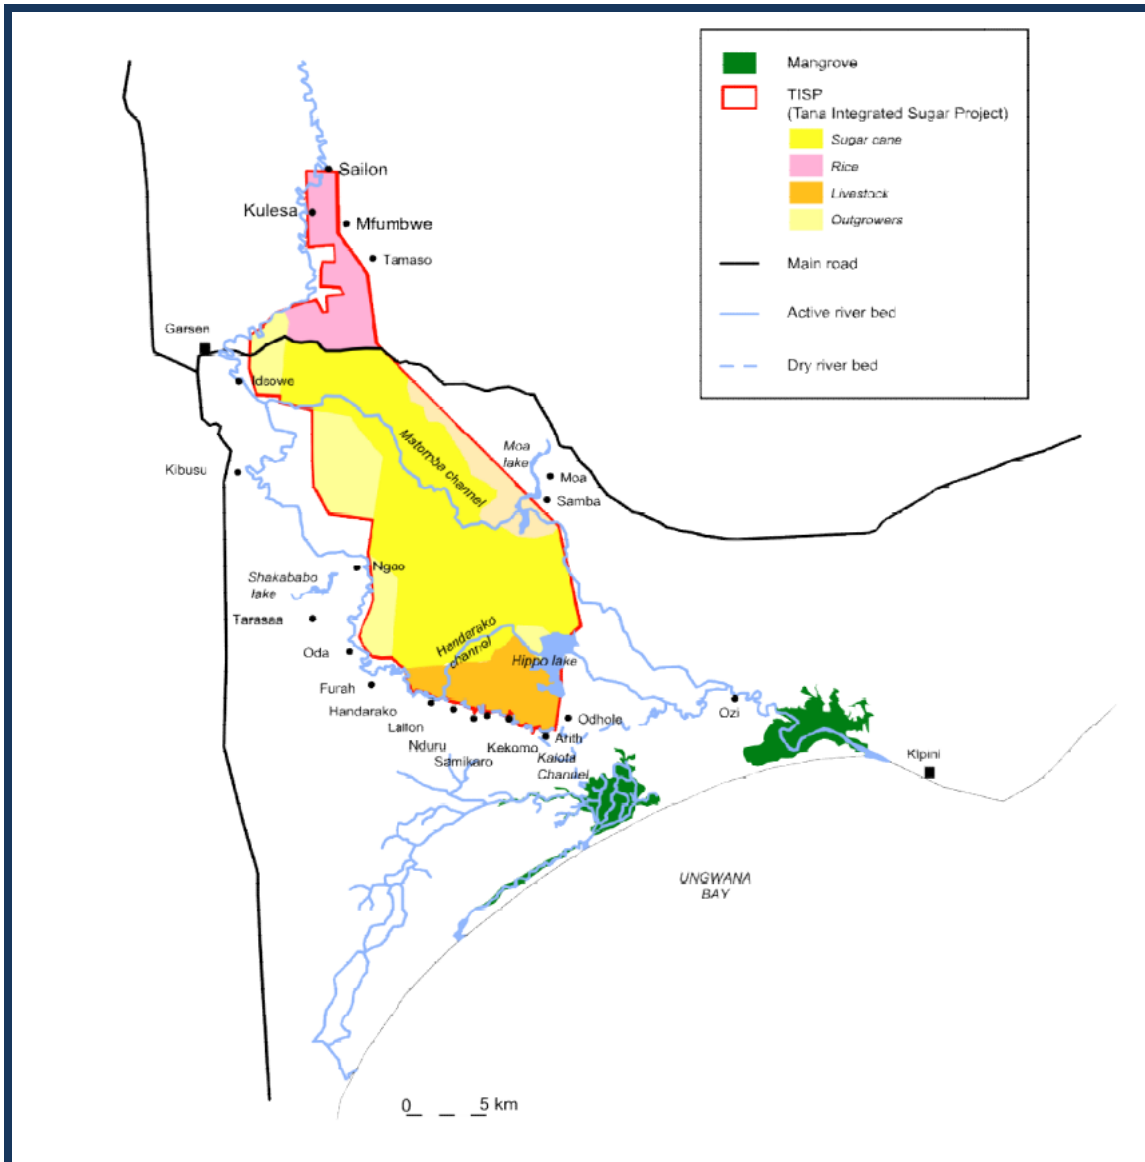 Mangrove
TISP
(Tana Integrated Sugar Project)
Sugar cane
Rice
Livestock
Outgrowers
Main road
Active river bed
Dry river bed
Sailon
Kulesa
Mfumbwe
Tamaso
Garsen
Idsowe
Matomba channel
Moa
lake
Moa
Samba
Kibusu
Ngao
Shakababo
lake
Tarasaa
Oda
Handarako
channel
Hippo lake
Furah
Handarako
Lailon
Nduru
Samikaro
Kekomo
Arith
Odhole
Ozi
Kaiota
Channel
Kipini
UNGWANA
BAY
0 5 km